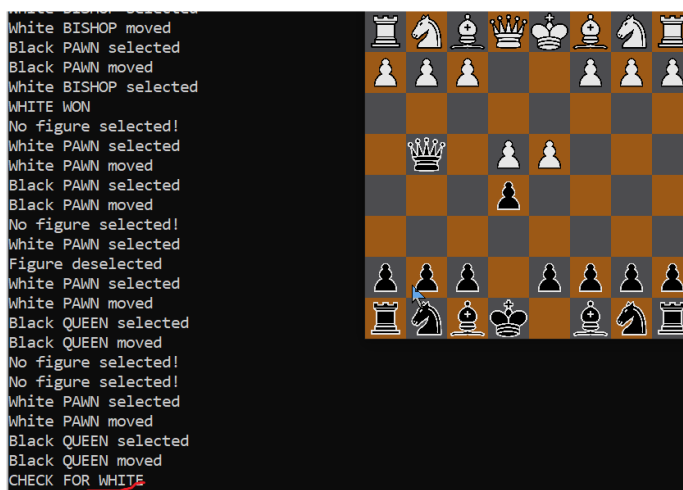 White BISHOP selected
White BISHOP moved
Black PAWN selected
Black PAWN moved
White BISHOP selected
WHITE WON
No figure selected!
White PAWN selected
White PAWN moved
Black PAWN selected
Black PAWN moved
No figure selected!
White PAWN selected
Figure deselected
White PAWN selected
White PAWN moved
Black QUEEN selected
Black QUEEN moved
No figure selected!
No figure selected!
White PAWN selected
White PAWN moved
Black QUEEN selected
Black QUEEN moved
CHECK FOR WHITE